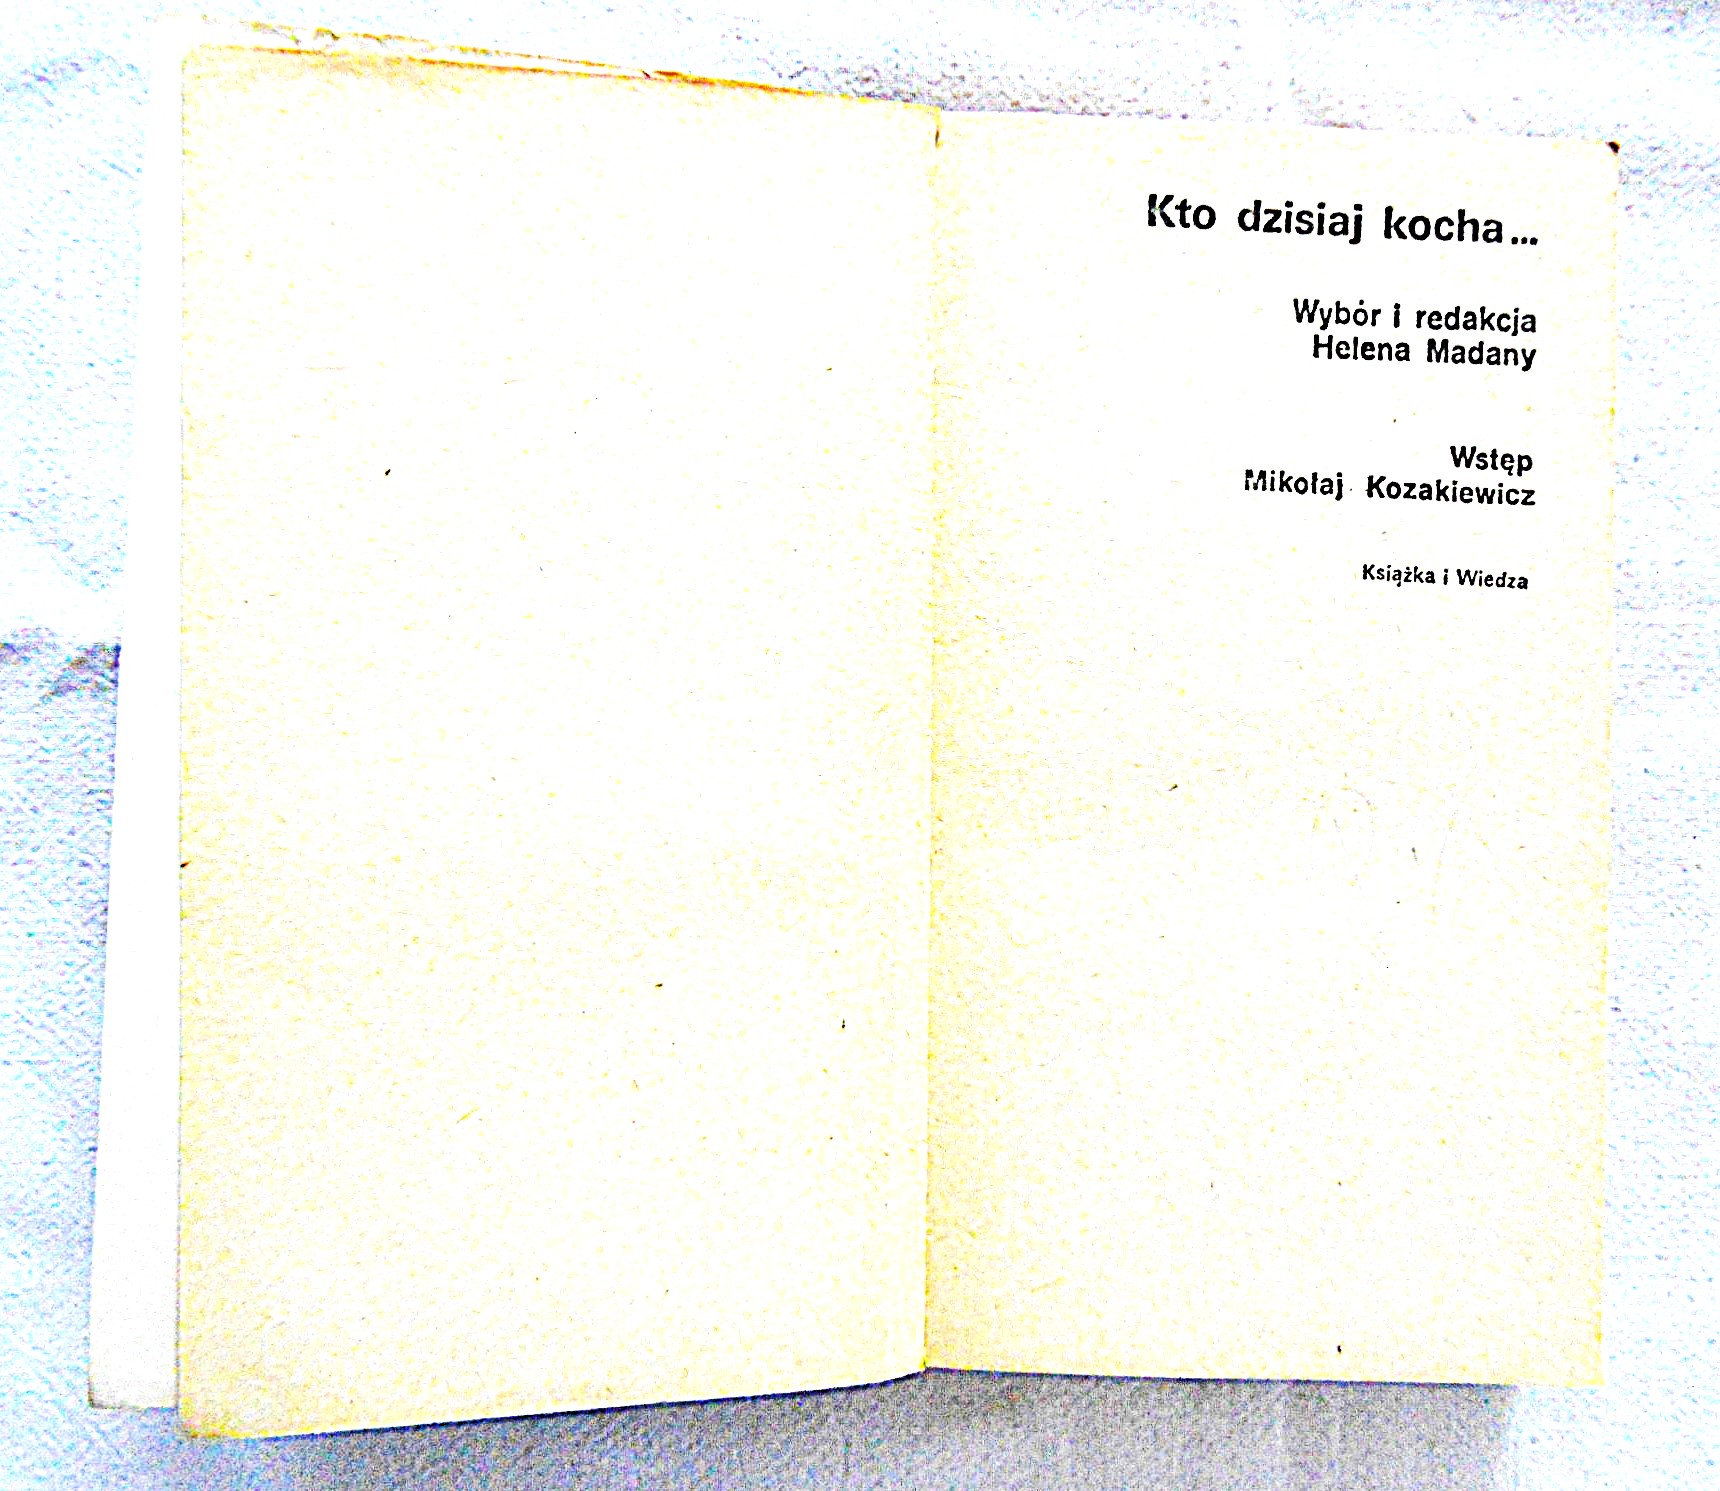 Kto dzisiaj kocha...
Wybór i redakcja
Helena Madany
Wstęp
Mikołaj Kozakiewicz
Książka i Wiedza